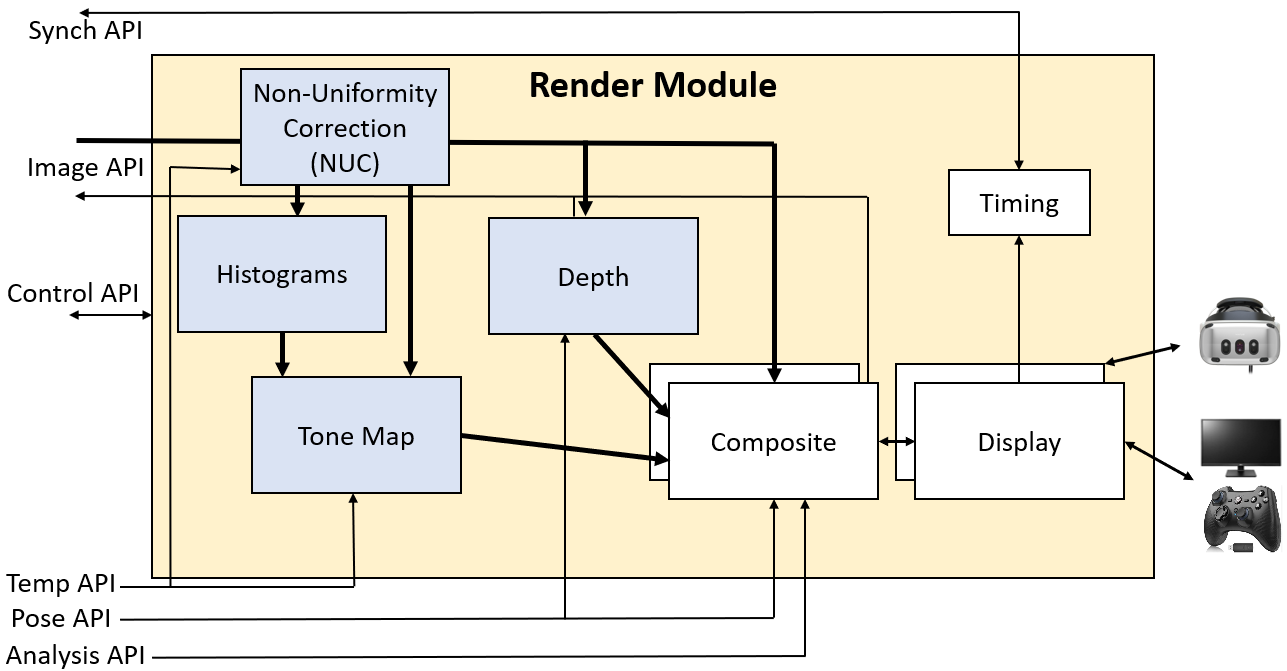 Synch API
Render Module
Non-Uniformity
Correction
(NUC)
Image API
Timing
Histograms
Depth
Control API
Tone Map
Composite
Display
Temp API
Pose API
Analysis API